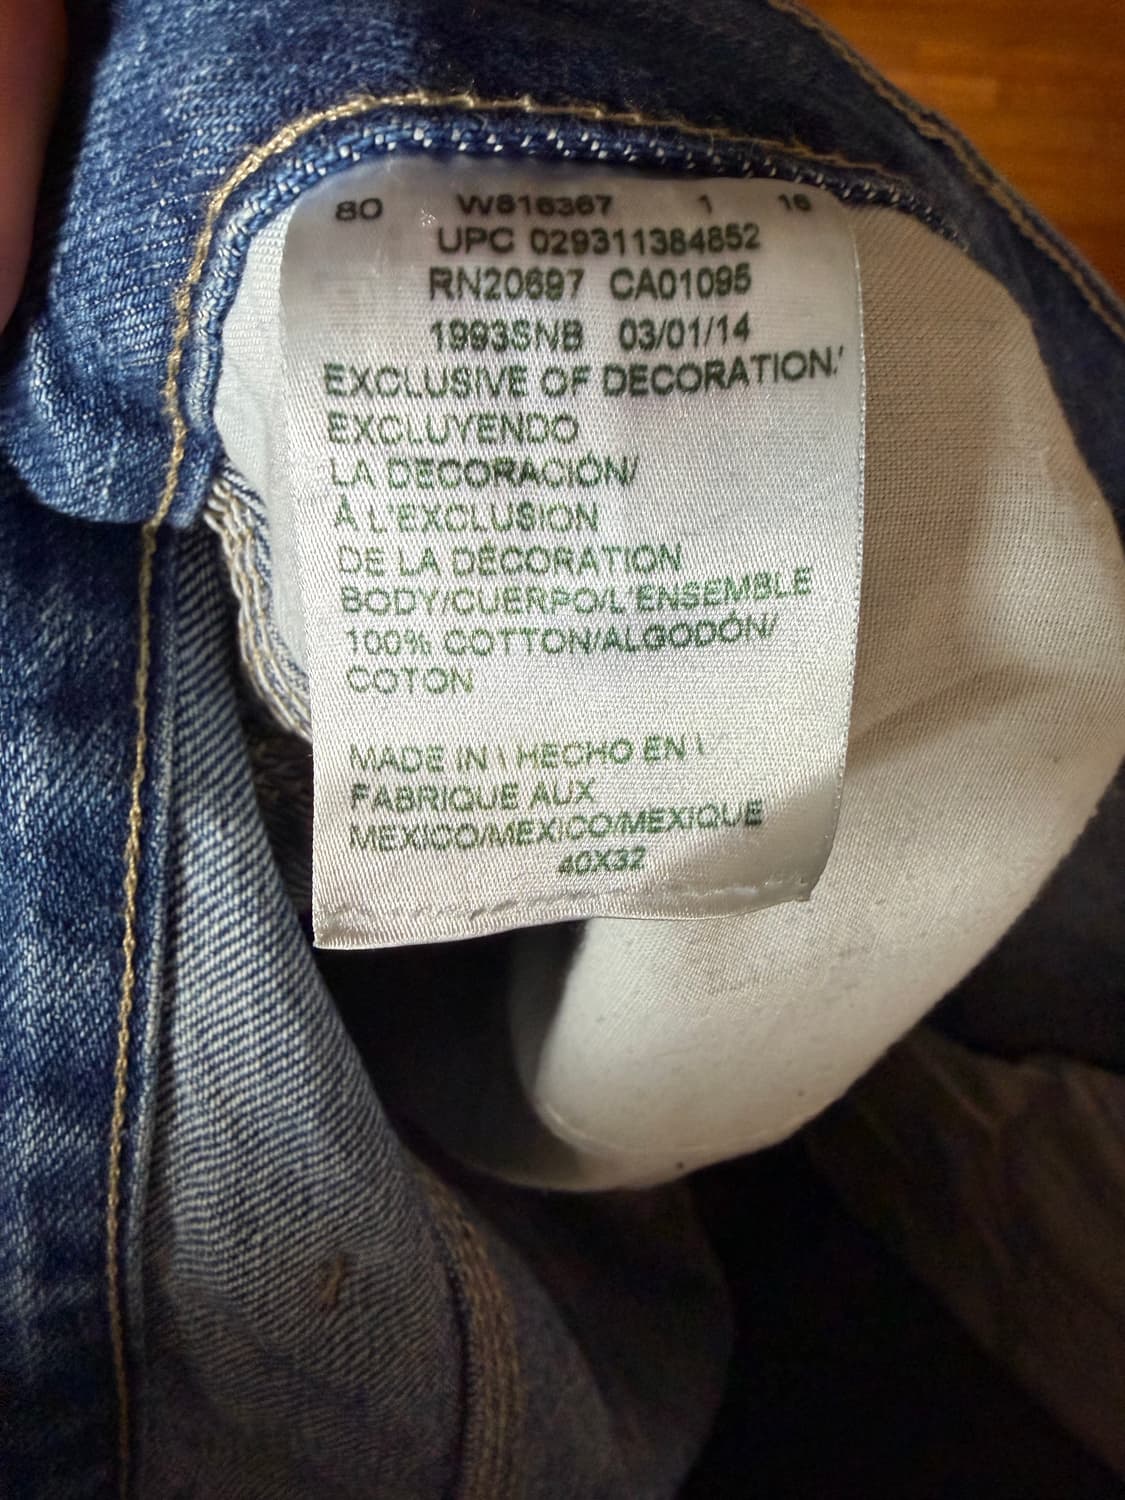 80 W816367 1 16
UPC 029311384852
RN20697 CA01095
1993SNB 03/01/14
EXCLUSIVE OF DECORATION/
EXCLUYENDO
LA DECORACIÓN/
À L'EXCLUSION
DE LA DÉCORATION
BODY/CUERPO/L'ENSEMBLE
100% COTTON/ALGODÓN/
COTON
MADE IN \ HECHO EN \
FABRIQUE AUX
MEXICO/MEXICO/MEXIQUE
40X32